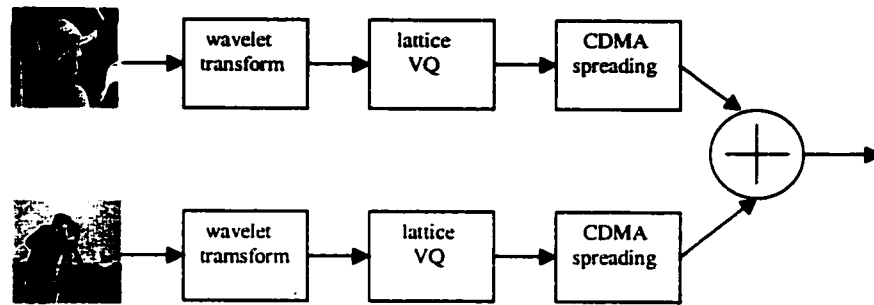 wavelet
transform
lattice
VQ
CDMA
spreading
wavelet
tramsform
lattice
VQ
CDMA
spreading